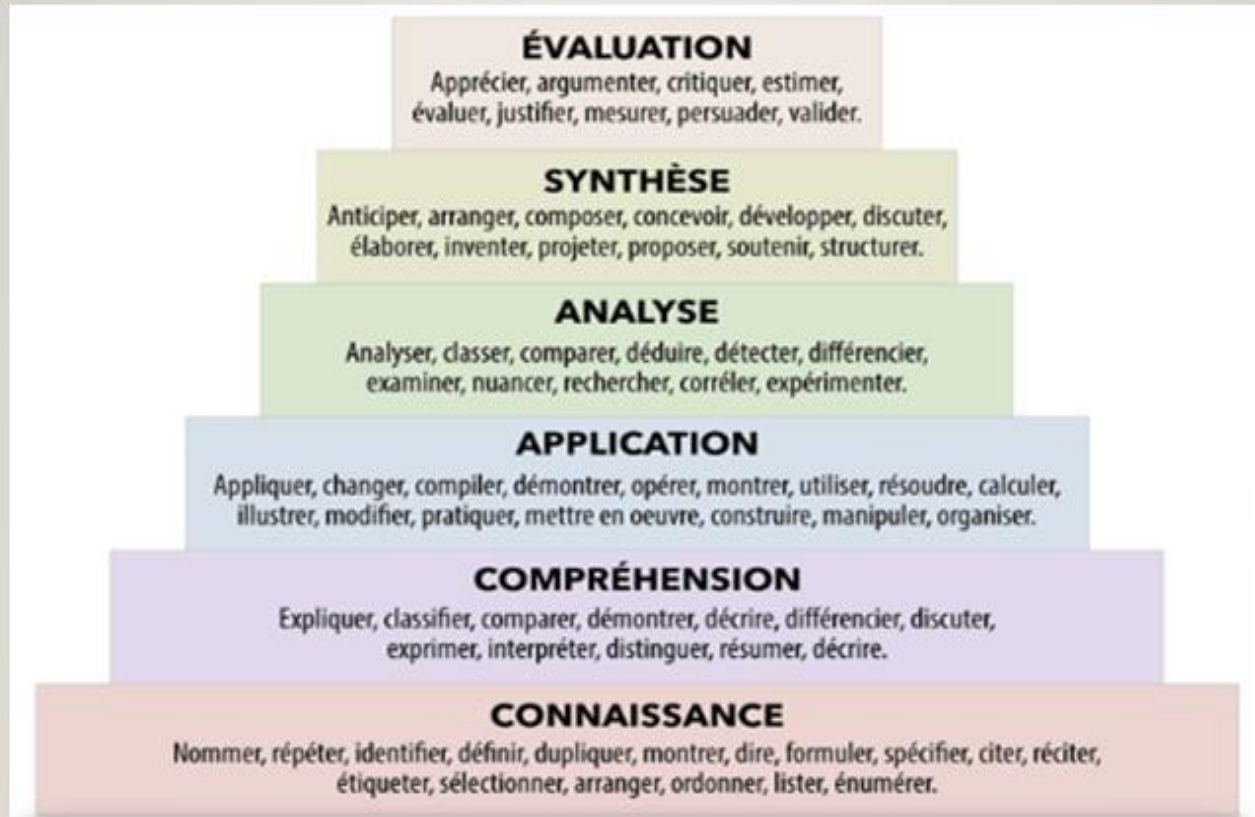 ÉVALUATION
Apprécier, argumenter, critiquer, estimer,
évaluer, justifier, mesurer, persuader, valider.
SYNTHÈSE
Anticiper, arranger, composer, concevoir, développer, discuter,
élaborer, inventer, projeter, proposer, soutenir, structurer.
ANALYSE
Analyser, classer, comparer, déduire, détecter, différencier,
examiner, nuancer, rechercher, corréler, expérimenter.
APPLICATION
Appliquer, changer, compiler, démontrer, opérer, montrer, utiliser, résoudre, calculer,
illustrer, modifier, pratiquer, mettre en oeuvre, construire, manipuler, organiser.
COMPRÉHENSION
Expliquer, classifier, comparer, démontrer, décrire, différencier, discuter,
exprimer, interpréter, distinguer, résumer, décrire.
CONNAISSANCE
Nommer, répéter, identifier, définir, dupliquer, montrer, dire, formuler, spécifier, citer, réciter,
étiqueter, sélectionner, arranger, ordonner, lister, énumérer.